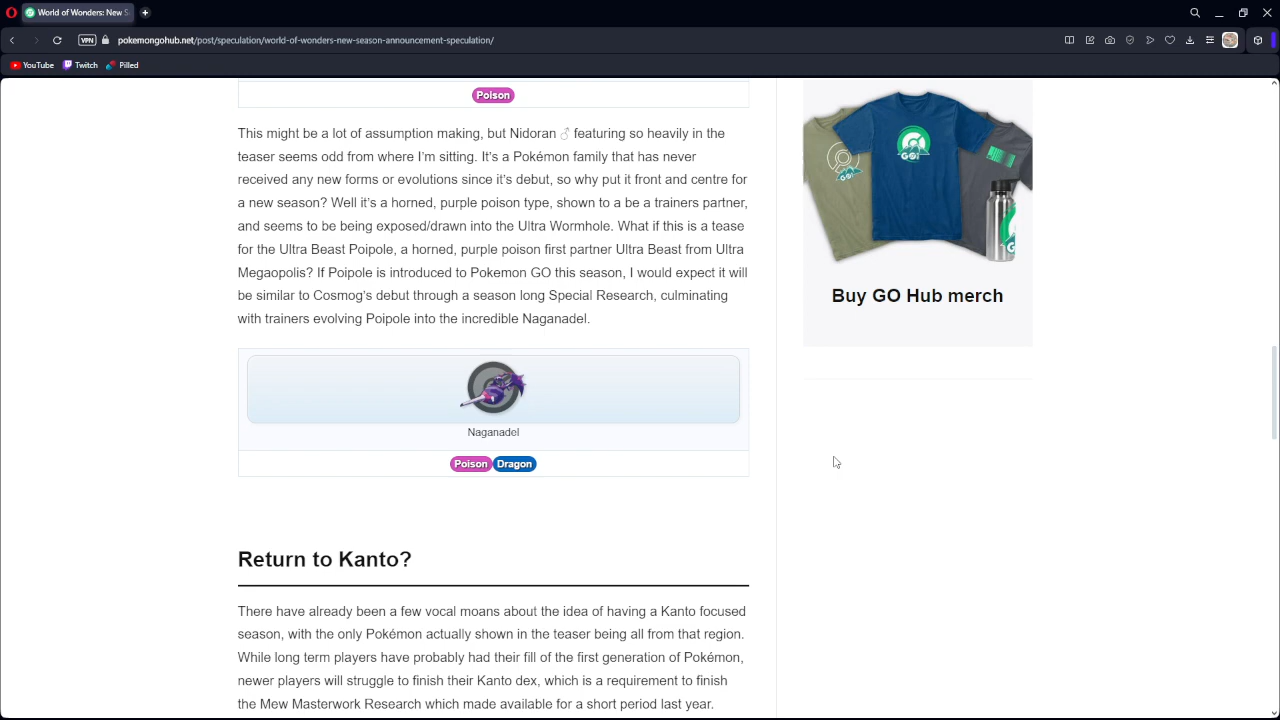 World of Wonders: New S
VPN
pokemongohub.net/post/speculation/world-of-wonders-new-season-announcement-speculation/
YouTube
Twitch
Pilled
Poison
This might be a lot of assumption making, but Nidoran ♂ featuring so heavily in the
teaser seems odd from where I'm sitting. It's a Pokémon family that has never
received any new forms or evolutions since it's debut, so why put it front and centre for
a new season? Well it's a horned, purple poison type, shown to a be a trainers partner,
and seems to be being exposed/drawn into the Ultra Wormhole. What if this is a tease
for the Ultra Beast Poipole, a horned, purple poison first partner Ultra Beast from Ultra
Megaopolis? If Poipole is introduced to Pokemon GO this season, I would expect it will
be similar to Cosmog's debut through a season long Special Research, culminating
with trainers evolving Poipole into the incredible Naganadel.
Naganadel
Poison Dragon
Return to Kanto?
There have already been a few vocal moans about the idea of having a Kanto focused
season, with the only Pokémon actually shown in the teaser being all from that region.
While long term players have probably had their fill of the first generation of Pokémon,
newer players will struggle to finish their Kanto dex, which is a requirement to finish
the Mew Masterwork Research which made available for a short period last year.
GO!
GO!
Buy GO Hub merch